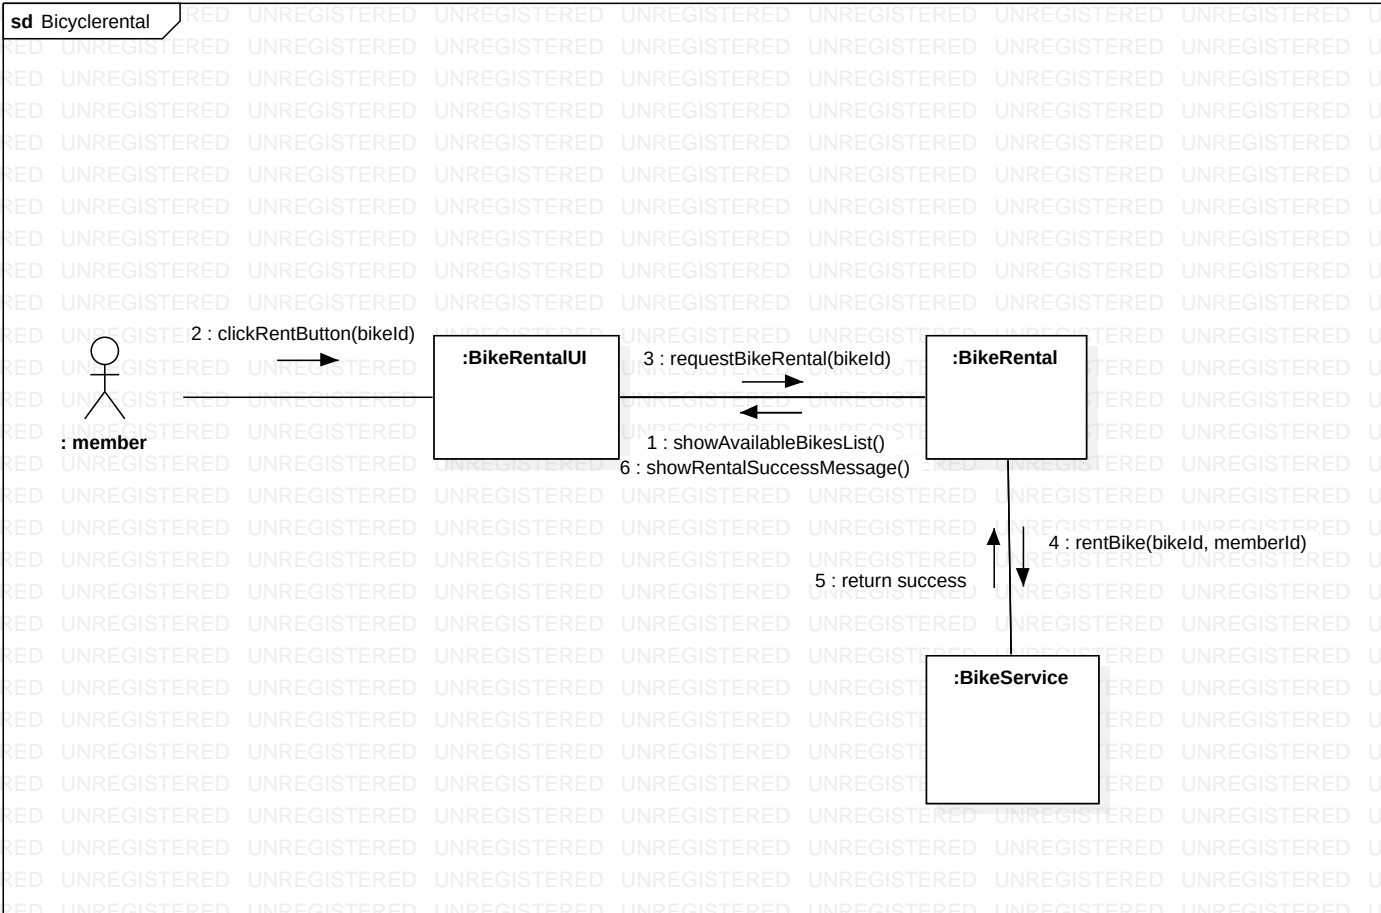 sd Bicyclerental
2 : clickRentButton(bikeId)
: member
:BikeRentalUI
3 : requestBikeRental(bikeId)
1 : showAvailableBikesList()
6 : showRentalSuccessMessage()
:BikeRental
4 : rentBike(bikeId, memberId)
5 : return success
:BikeService
UNREGISTERED